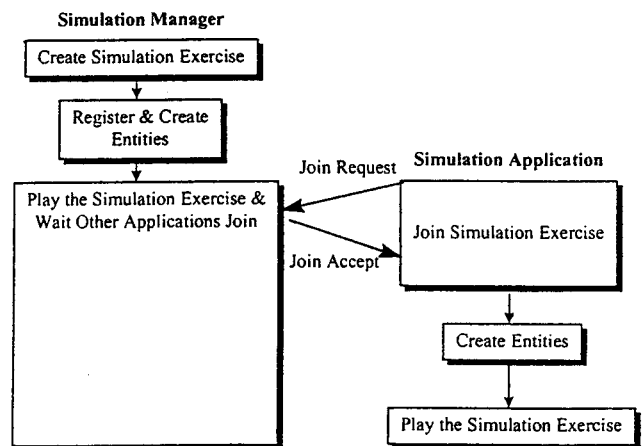 Simulation Manager
Create Simulation Exercise
Register & Create
Entities
Play the Simulation Exercise &
Wait Other Applications Join
Join Request
Join Accept
Simulation Application
Join Simulation Exercise
Create Entities
Play the Simulation Exercise